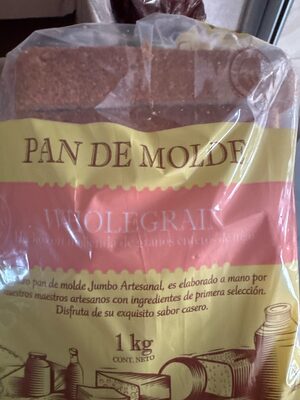 PAN DE MOLDE
WHOLEGRAIN
pan de molde Jumbo Artesanal, es elaborado a mano por
maestros artesanos con ingredientes de primera selección.
Disfruta de su exquisito sabor casero.
1 kg
CONT. NETO